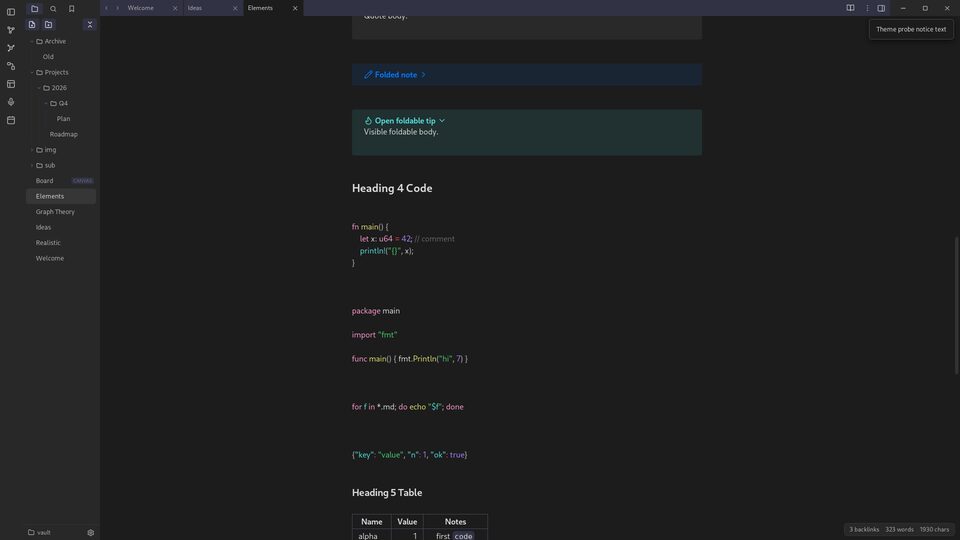 Welcome
Ideas
Elements
Theme probe notice text
Archive
Old
Projects
2026
Q4
Plan
Roadmap
img
sub
Board CANVAS
Elements
Graph Theory
Ideas
Realistic
Welcome
vault
Quote body.
Folded note
Open foldable tip
Visible foldable body.
Heading 4 Code
fn main() {
let x: u64 = 42; // comment
println!("{}", x);
}
package main
import "fmt"
func main() { fmt.Println("hi", 7) }
for f in *.md; do echo "$f"; done
{"key": "value", "n": 1, "ok": true}
Heading 5 Table
Name Value Notes
alpha 1 first code
3 backlinks 323 words 1930 chars